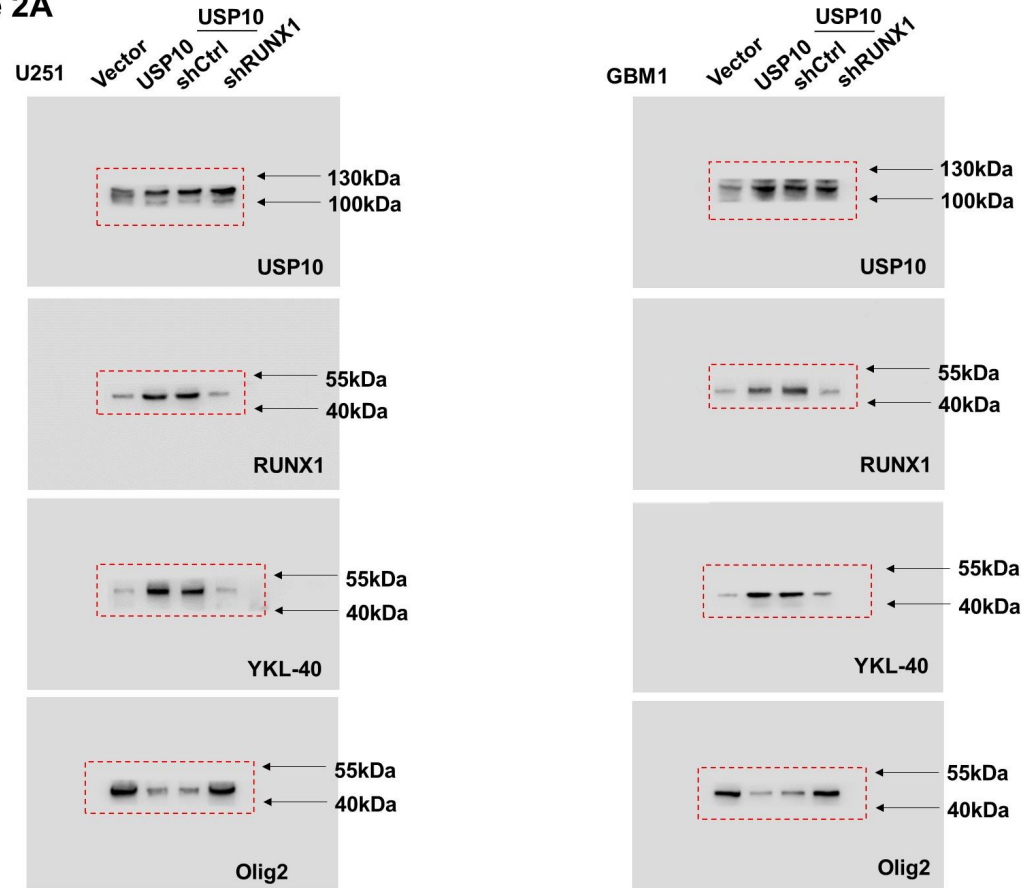 2A
U251
Vector
USP10
USP10
shCtrl
shRUNX1
130kDa
100kDa
USP10
55kDa
40kDa
RUNX1
55kDa
40kDa
YKL-40
55kDa
40kDa
Olig2
GBM1
Vector
USP10
USP10
shCtrl
shRUNX1
130kDa
100kDa
USP10
55kDa
40kDa
RUNX1
55kDa
40kDa
YKL-40
55kDa
40kDa
Olig2